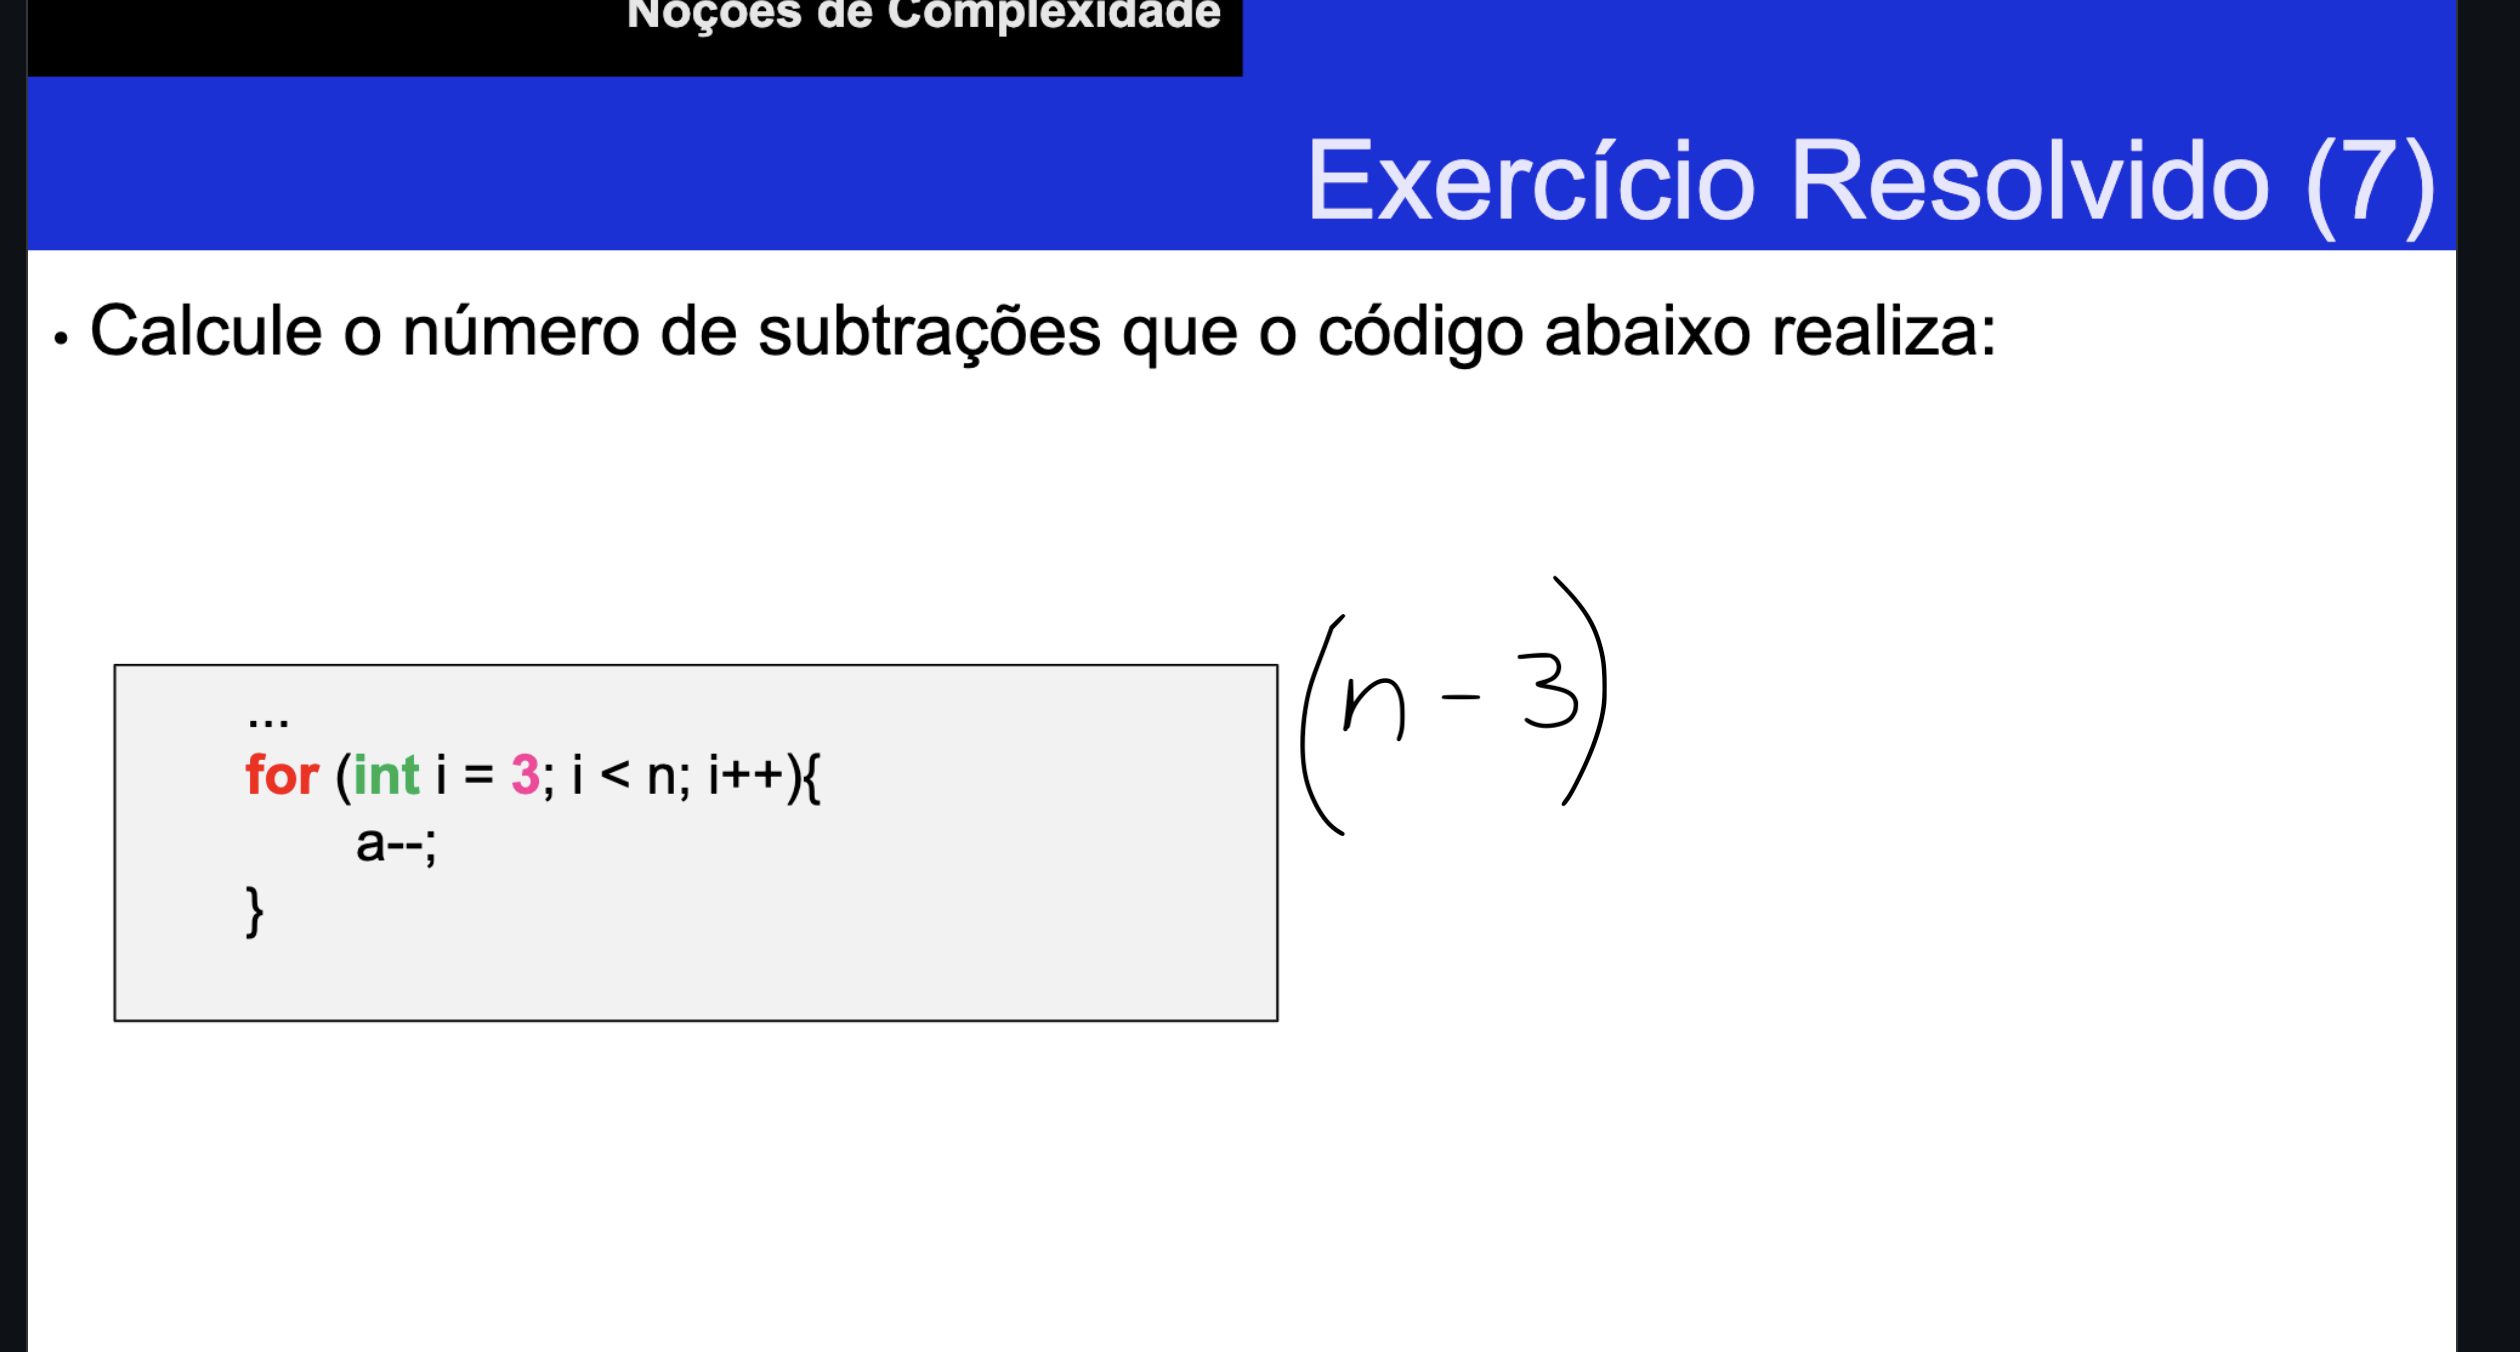 Noções de Complexidade
Exercício Resolvido (7)
• Calcule o número de subtrações que o código abaixo realiza:
(n - 3)
...
for (int i = 3; i < n; i++){
a--;
}